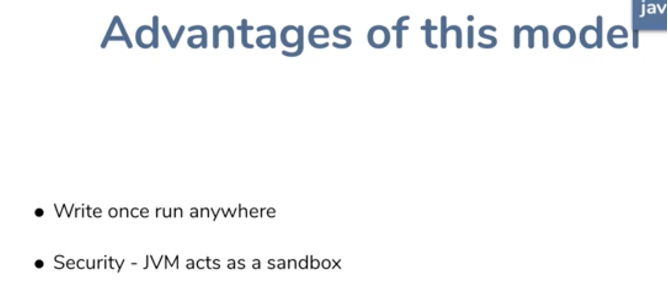 Advantages of this model
jav
• Write once run anywhere
• Security - JVM acts as a sandbox